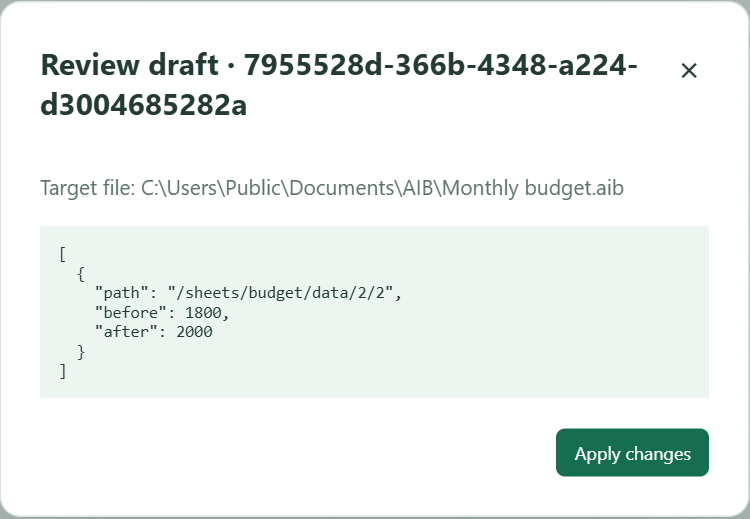 Review draft · 7955528d-366b-4348-a224-
d3004685282a
Target file: C:\Users\Public\Documents\AIB\Monthly budget.aib
[
  {
    "path": "/sheets/budget/data/2/2",
    "before": 1800,
    "after": 2000
  }
]
Apply changes